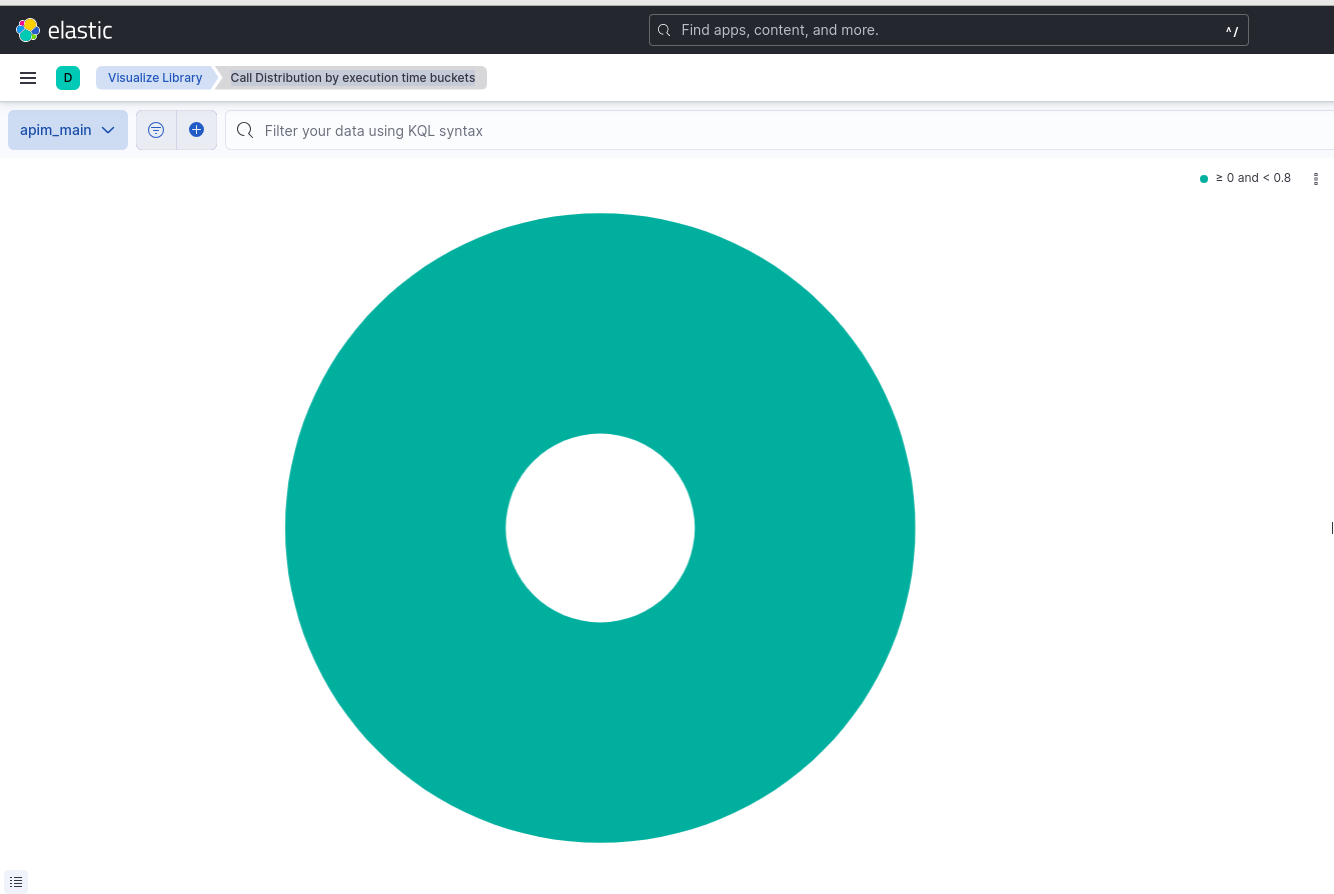 elastic
Find apps, content, and more.
^/
D
Visualize Library
Call Distribution by execution time buckets
apim_main
Filter your data using KQL syntax
≥ 0 and < 0.8